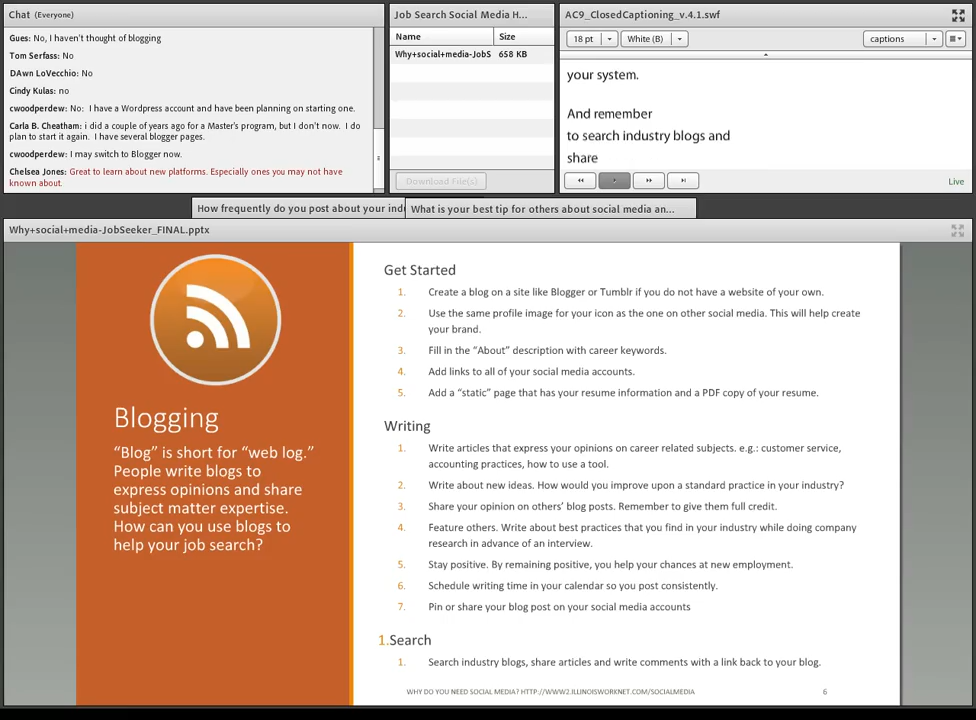 Chat (Everyone)
Gues: No, I haven't thought of blogging
Tom Serfass: No
DAwn LoVecchio: No
Cindy Kulas: no
cwoodperdew: No:  I have a Wordpress account and have been planning on starting one.
Carla B. Cheatham: i did a couple of years ago for a Master's program, but I don't now.  I do
plan to start it again.  I have several blogger pages.
cwoodperdew: I may switch to Blogger now.
Chelsea Jones: Great to learn about new platforms. Especially ones you may not have
known about.
Job Search Social Media H...
Name Size
Why+social+media-JobS 658 KB
Download File(s)
AC9_ClosedCaptioning_v.4.1.swf
18 pt White (B) captions
your system.
And remember
to search industry blogs and
share
Live
How frequently do you post about your ind
What is your best tip for others about social media an...
Why+social+media-JobSeeker_FINAL.pptx
Blogging
“Blog” is short for “web log.”
People write blogs to
express opinions and share
subject matter expertise.
How can you use blogs to
help your job search?
Get Started
1. Create a blog on a site like Blogger or Tumblr if you do not have a website of your own.
2. Use the same profile image for your icon as the one on other social media. This will help create
your brand.
3. Fill in the “About” description with career keywords.
4. Add links to all of your social media accounts.
5. Add a “static” page that has your resume information and a PDF copy of your resume.
Writing
1. Write articles that express your opinions on career related subjects. e.g.: customer service,
accounting practices, how to use a tool.
2. Write about new ideas. How would you improve upon a standard practice in your industry?
3. Share your opinion on others’ blog posts. Remember to give them full credit.
4. Feature others. Write about best practices that you find in your industry while doing company
research in advance of an interview.
5. Stay positive. By remaining positive, you help your chances at new employment.
6. Schedule writing time in your calendar so you post consistently.
7. Pin or share your blog post on your social media accounts
1.Search
1. Search industry blogs, share articles and write comments with a link back to your blog.
WHY DO YOU NEED SOCIAL MEDIA? HTTP://WWW2.ILLINOISWORKNET.COM/SOCIALMEDIA 6